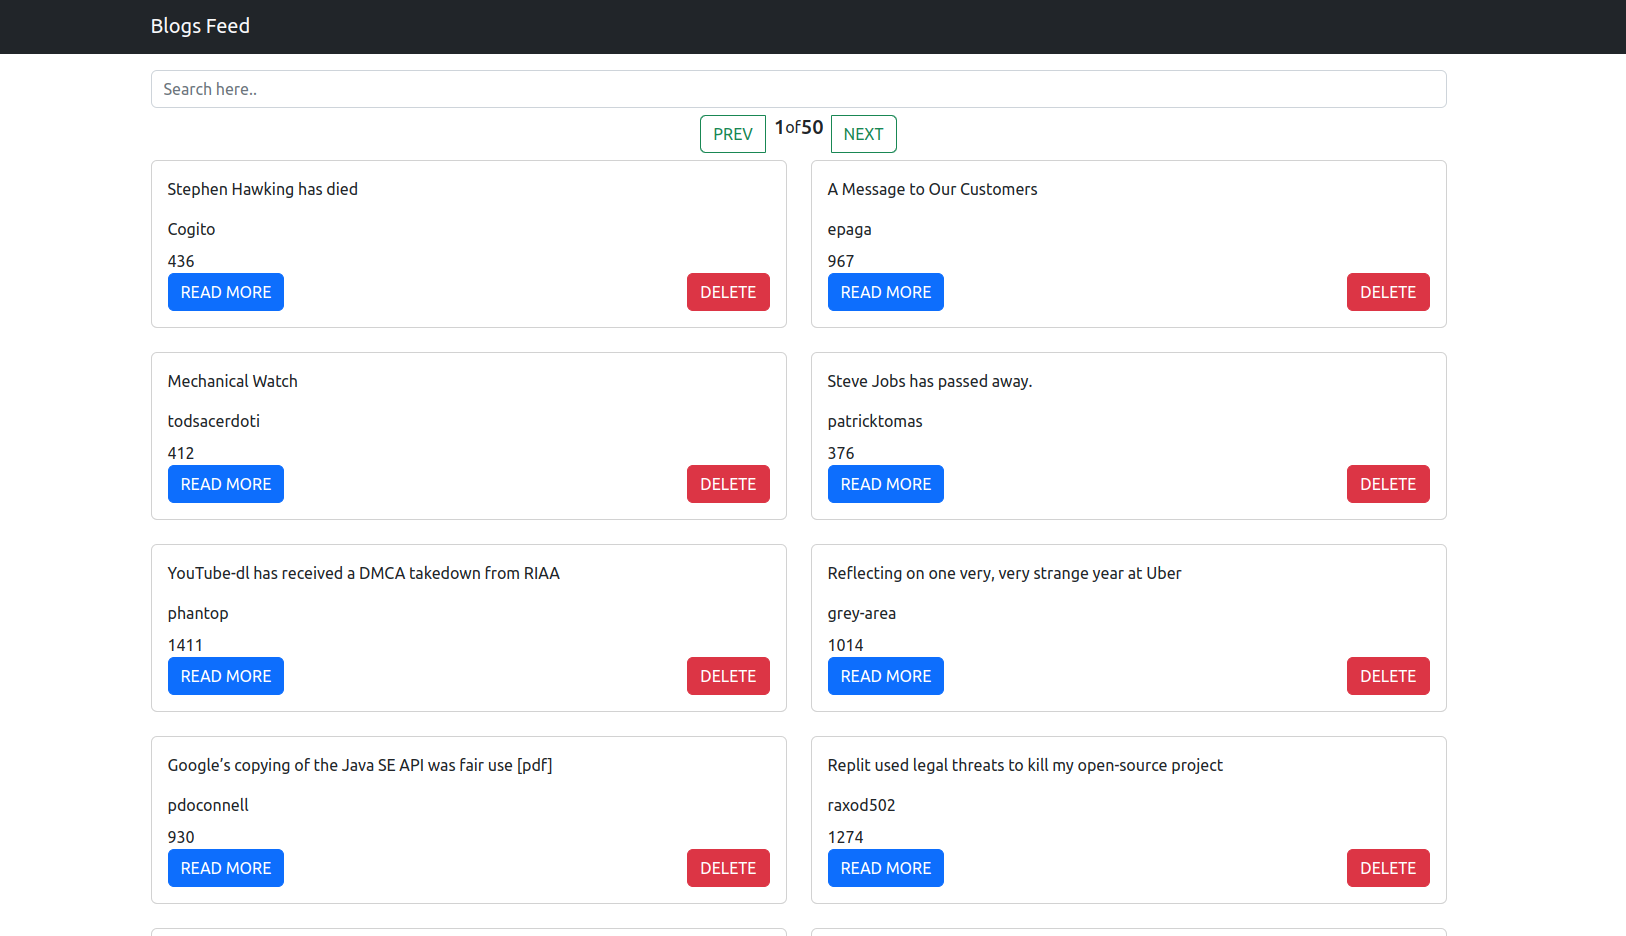 Blogs Feed
Search here..
PREV 1of50 NEXT
Stephen Hawking has died
Cogito
436
READ MORE DELETE
A Message to Our Customers
epaga
967
READ MORE DELETE
Mechanical Watch
todsacerdoti
412
READ MORE DELETE
Steve Jobs has passed away.
patricktomas
376
READ MORE DELETE
YouTube-dl has received a DMCA takedown from RIAA
phantop
1411
READ MORE DELETE
Reflecting on one very, very strange year at Uber
grey-area
1014
READ MORE DELETE
Google’s copying of the Java SE API was fair use [pdf]
pdoconnell
930
READ MORE DELETE
Replit used legal threats to kill my open-source project
raxod502
1274
READ MORE DELETE